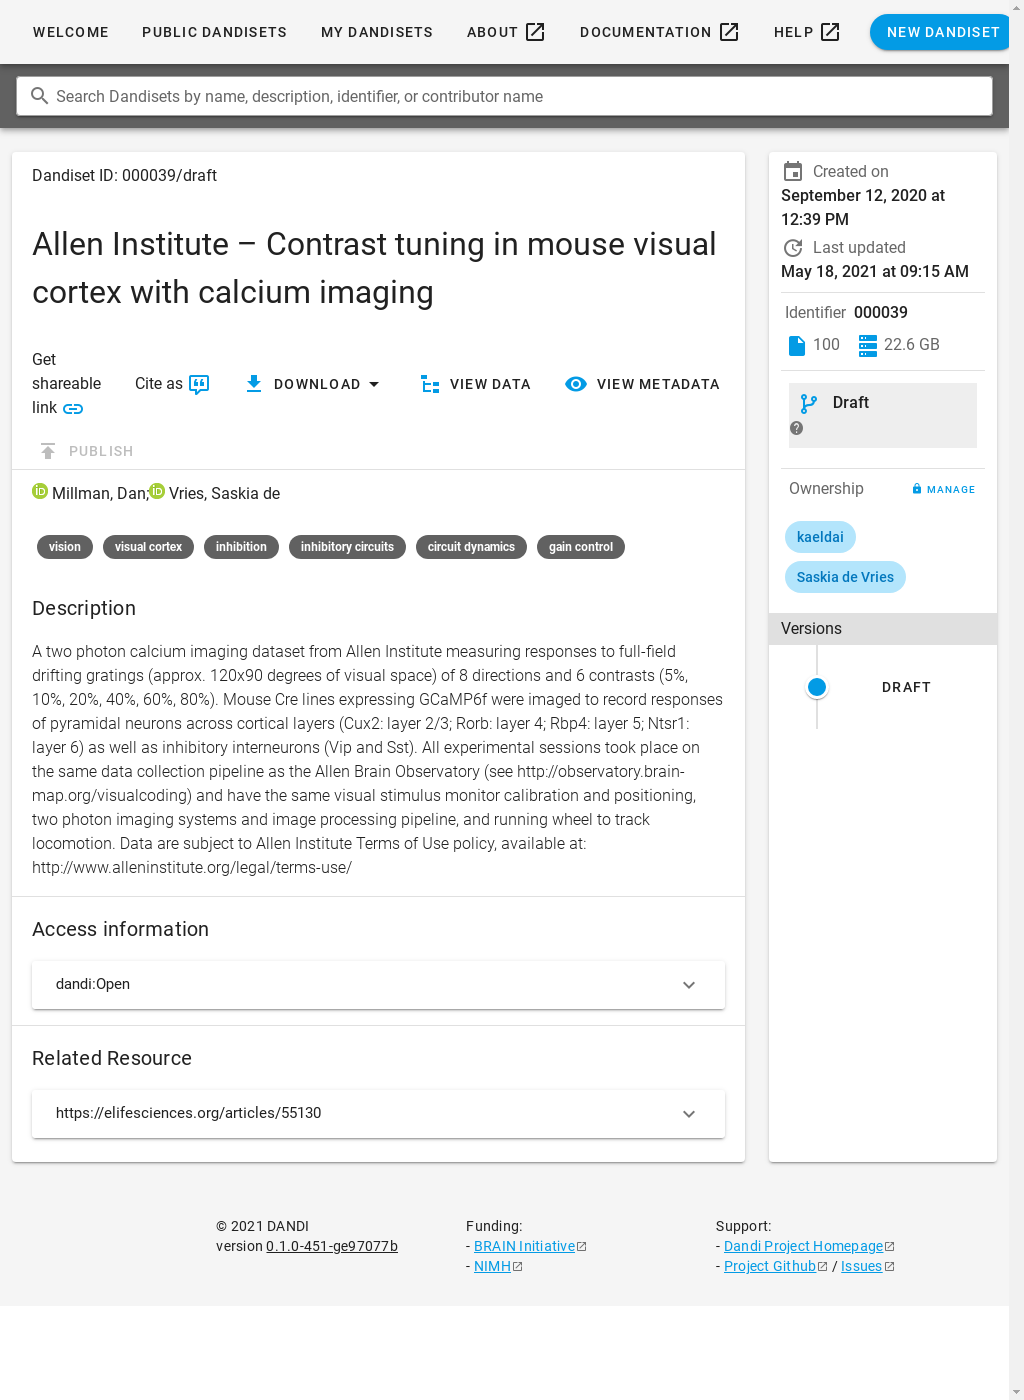 WELCOME PUBLIC DANDISETS MY DANDISETS ABOUT DOCUMENTATION HELP NEW DANDISET
Search Dandisets by name, description, identifier, or contributor name
Dandiset ID: 000039/draft
Allen Institute – Contrast tuning in mouse visual
cortex with calcium imaging
Get
shareable
link
Cite as
DOWNLOAD
VIEW DATA
VIEW METADATA
PUBLISH
Millman, Dan; Vries, Saskia de
vision visual cortex inhibition inhibitory circuits circuit dynamics gain control
Description
A two photon calcium imaging dataset from Allen Institute measuring responses to full-field
drifting gratings (approx. 120x90 degrees of visual space) of 8 directions and 6 contrasts (5%,
10%, 20%, 40%, 60%, 80%). Mouse Cre lines expressing GCaMP6f were imaged to record responses
of pyramidal neurons across cortical layers (Cux2: layer 2/3; Rorb: layer 4; Rbp4: layer 5; Ntsr1:
layer 6) as well as inhibitory interneurons (Vip and Sst). All experimental sessions took place on
the same data collection pipeline as the Allen Brain Observatory (see http://observatory.brain-
map.org/visualcoding) and have the same visual stimulus monitor calibration and positioning,
two photon imaging systems and image processing pipeline, and running wheel to track
locomotion. Data are subject to Allen Institute Terms of Use policy, available at:
http://www.alleninstitute.org/legal/terms-use/
Access information
dandi:Open
Related Resource
https://elifesciences.org/articles/55130
Created on
September 12, 2020 at
12:39 PM
Last updated
May 18, 2021 at 09:15 AM
Identifier 000039
100 22.6 GB
Draft
Ownership MANAGE
kaeldai
Saskia de Vries
Versions
DRAFT
© 2021 DANDI
version 0.1.0-451-ge97077b
Funding:
- BRAIN Initiative
- NIMH
Support:
- Dandi Project Homepage
- Project Github / Issues